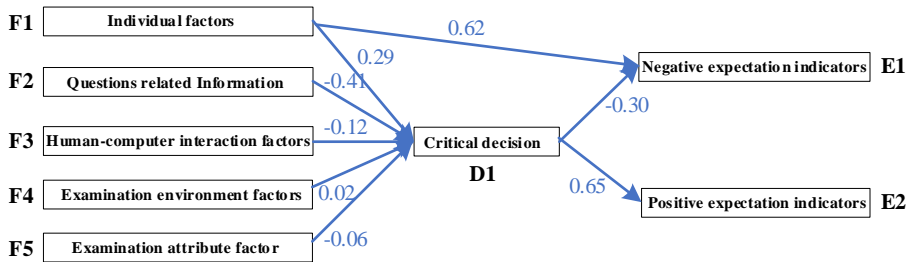 F1 Individual factors
0.62
0.29
Negative expectation indicators E1
F2 Questions related Information
-0.41
-0.30
F3 Human-computer interaction factors
-0.12
Critical decision
D1
F4 Examination environment factors
0.02
0.65
Positive expectation indicators E2
F5 Examination attribute factor
-0.06